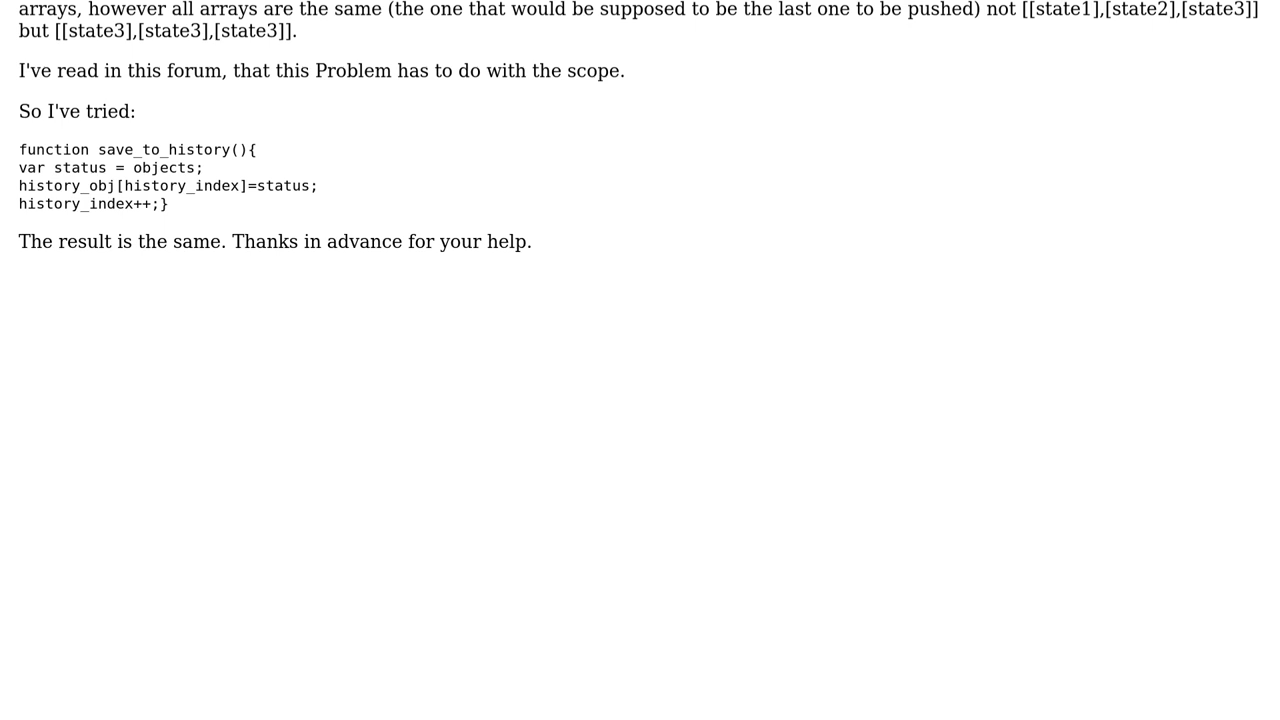 arrays, however all arrays are the same (the one that would be supposed to be the last one to be pushed) not [[state1],[state2],[state3]]
but [[state3],[state3],[state3]].
I've read in this forum, that this Problem has to do with the scope.
So I've tried:
function save_to_history(){
var status = objects;
history_obj[history_index]=status;
history_index++;}
The result is the same. Thanks in advance for your help.